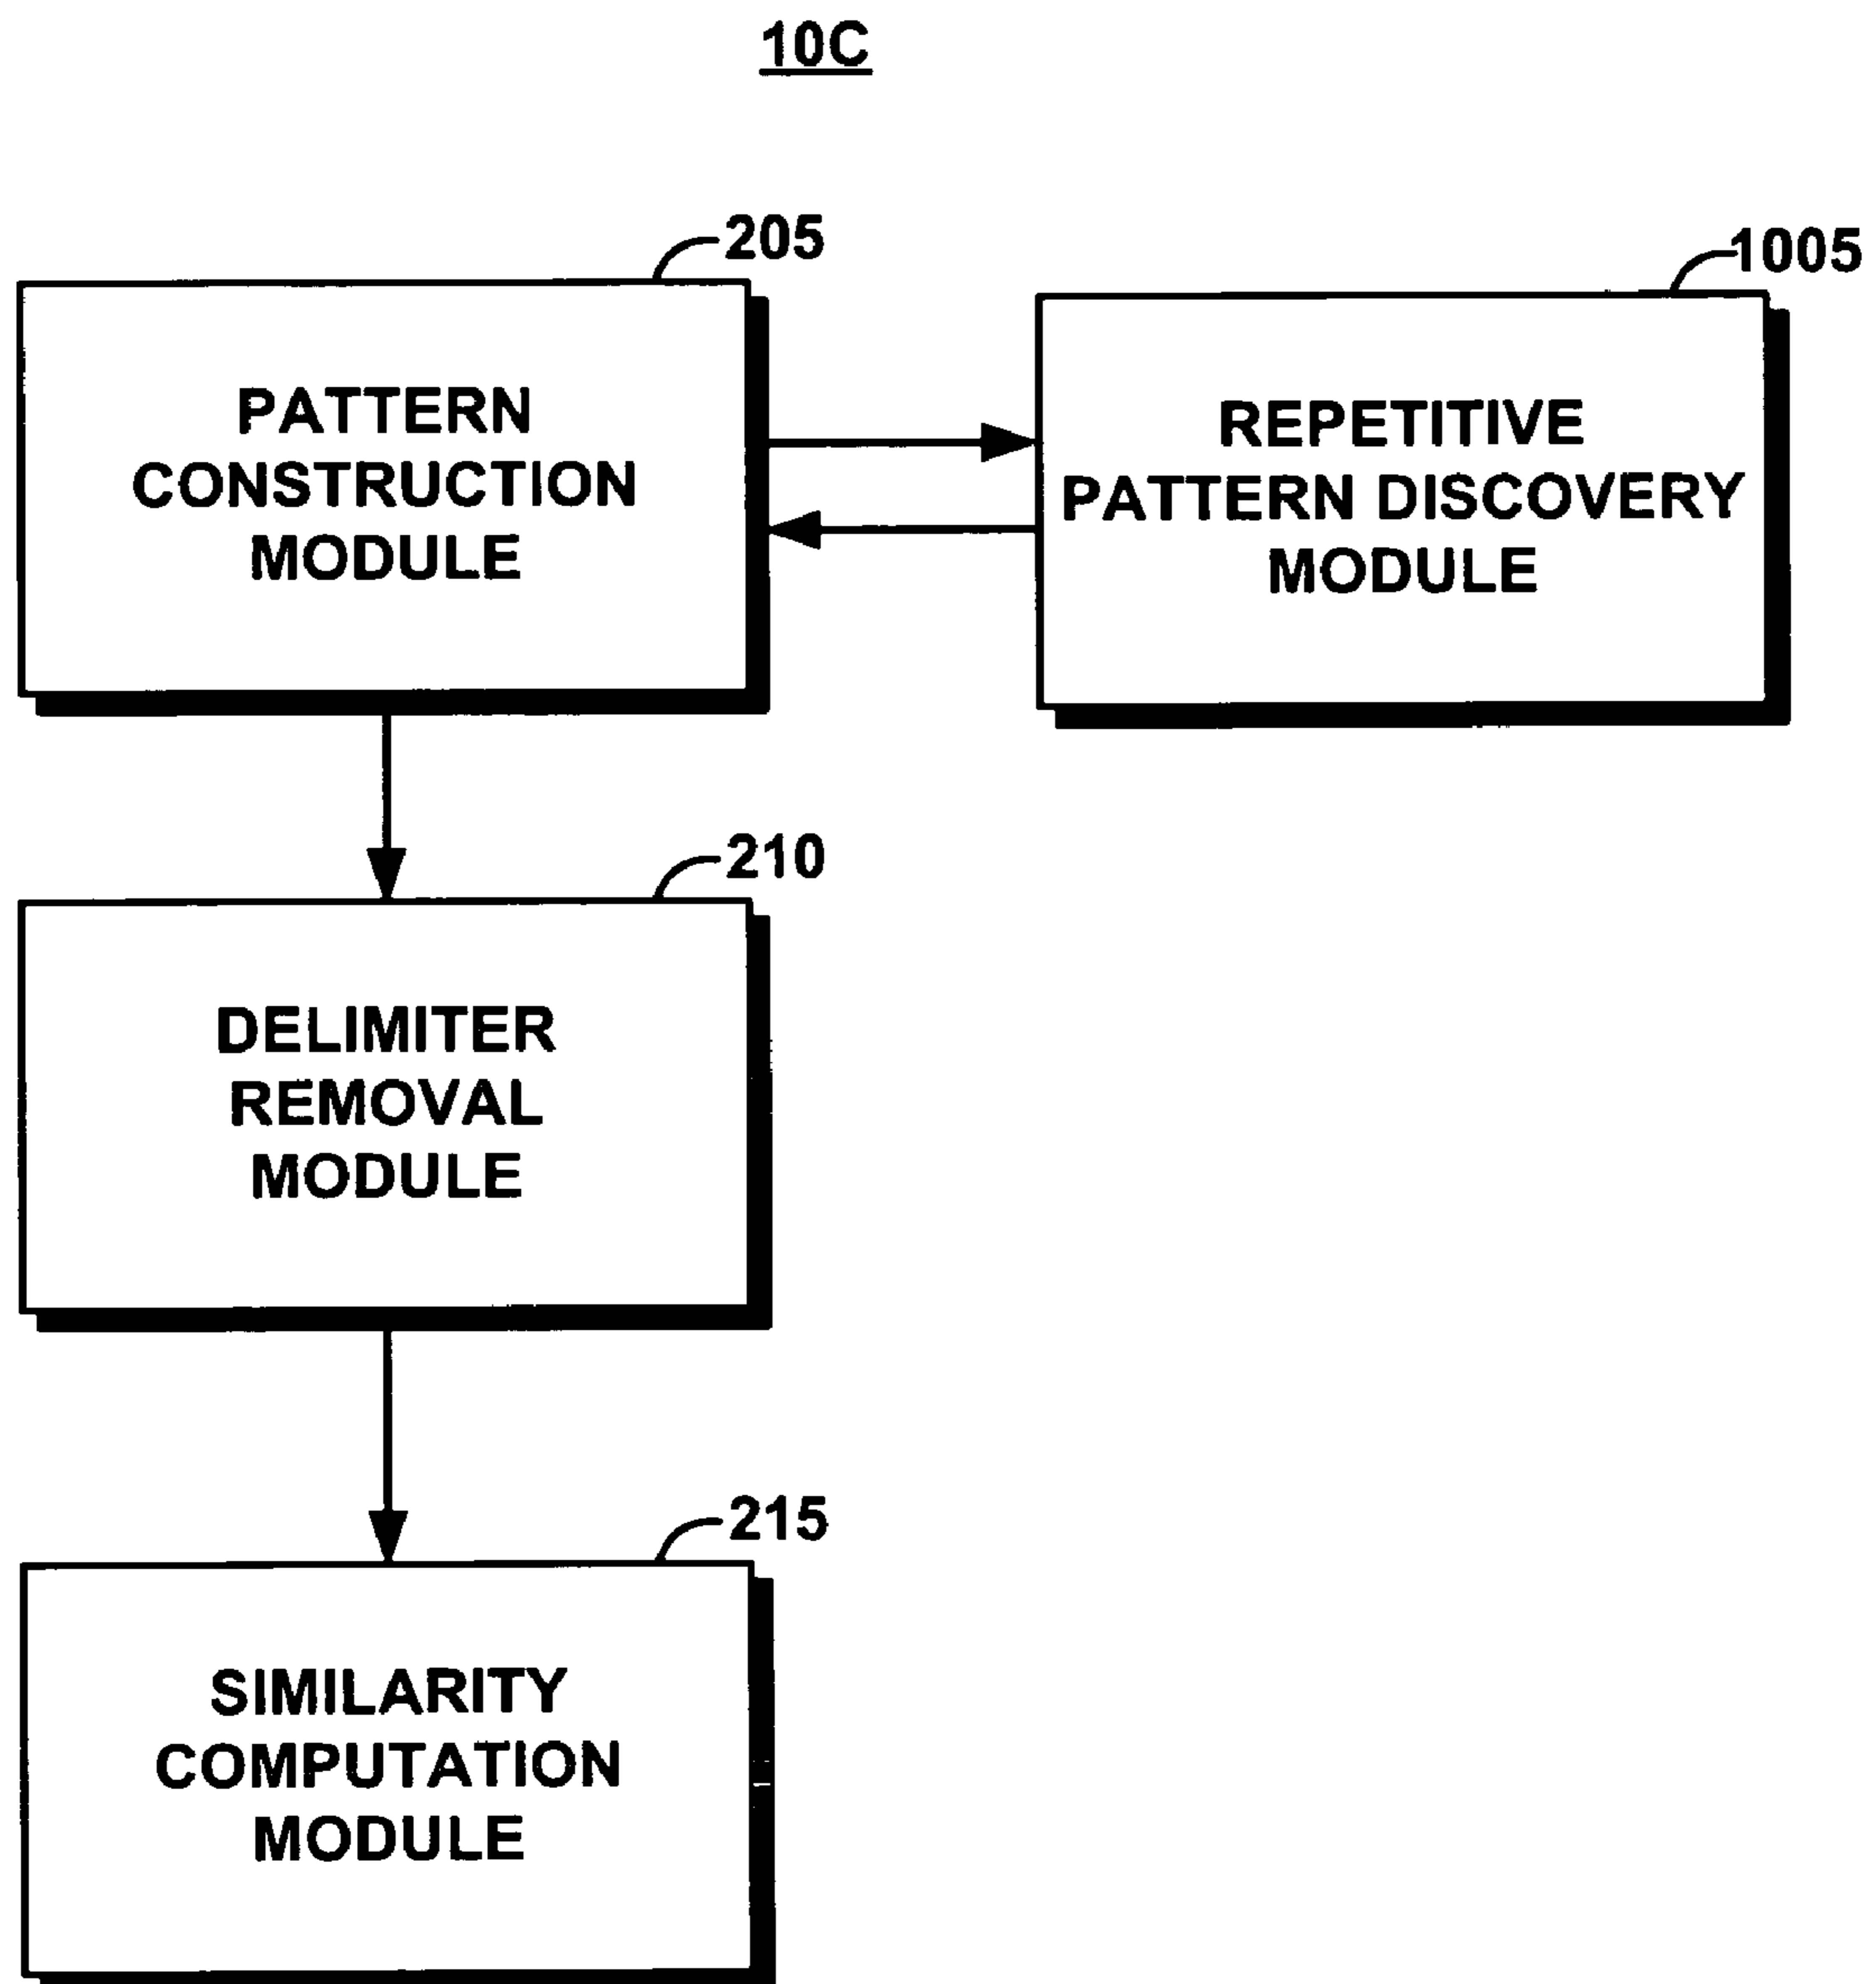 10C
205
PATTERN
CONSTRUCTION
MODULE
1005
REPETITIVE
PATTERN DISCOVERY
MODULE
210
DELIMITER
REMOVAL
MODULE
215
SIMILARITY
COMPUTATION
MODULE